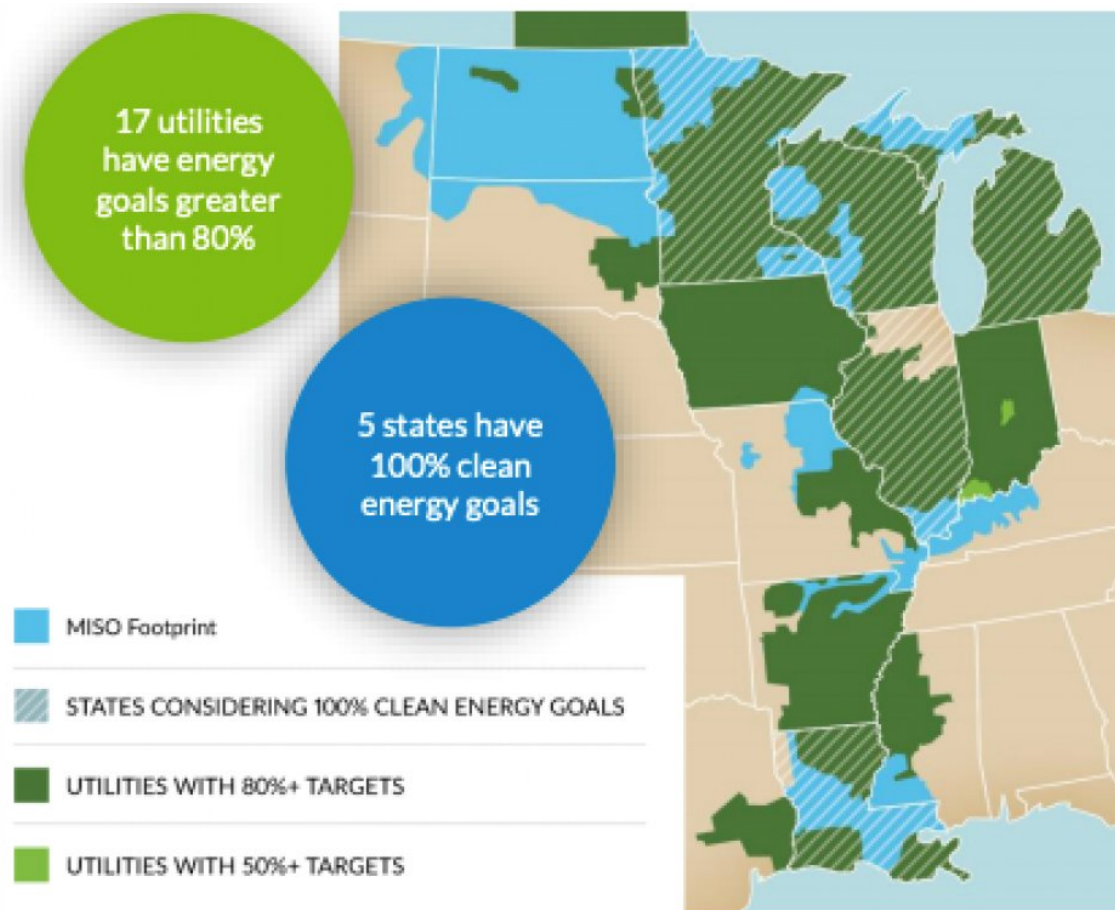 17 utilities
have energy
goals greater
than 80%
5 states have
100% clean
energy goals
MISO Footprint
STATES CONSIDERING 100% CLEAN ENERGY GOALS
UTILITIES WITH 80%+ TARGETS
UTILITIES WITH 50%+ TARGETS